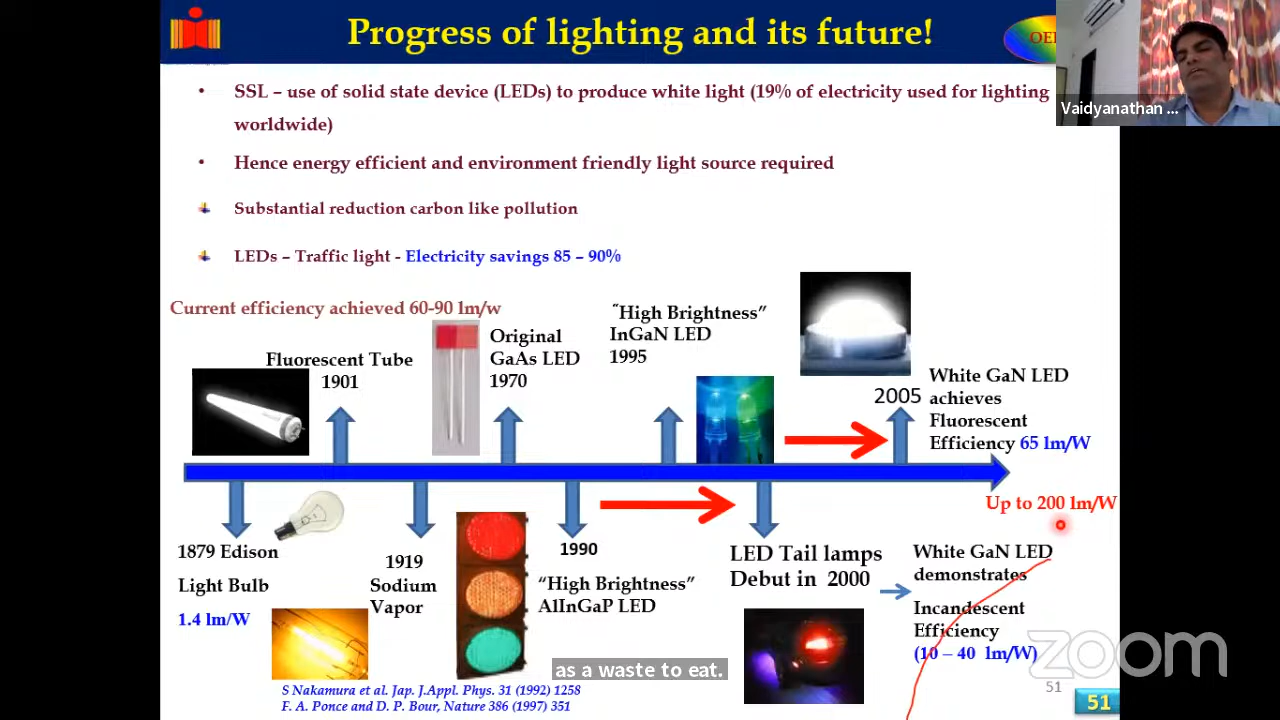 Progress of lighting and its future!
Vaidyanathan ...
• SSL – use of solid state device (LEDs) to produce white light (19% of electricity used for lighting
worldwide)
• Hence energy efficient and environment friendly light source required
Substantial reduction carbon like pollution
LEDs – Traffic light - Electricity savings 85 – 90%
Current efficiency achieved 60-90 lm/w
Fluorescent Tube
1901
Original
GaAs LED
1970
“High Brightness”
InGaN LED
1995
2005
White GaN LED
achieves
Fluorescent
Efficiency 65 lm/W
Up to 200 lm/W
1879 Edison
Light Bulb
1.4 lm/W
1919
Sodium
Vapor
1990
“High Brightness”
AlInGaP LED
LED Tail lamps
Debut in 2000
White GaN LED
demonstrates
Incandescent
Efficiency
(10 – 40 lm/W)
zoom
as a waste to eat.
S Nakamura et al. Jap. J.Appl. Phys. 31 (1992) 1258
F. A. Ponce and D. P. Bour, Nature 386 (1997) 351
51
51